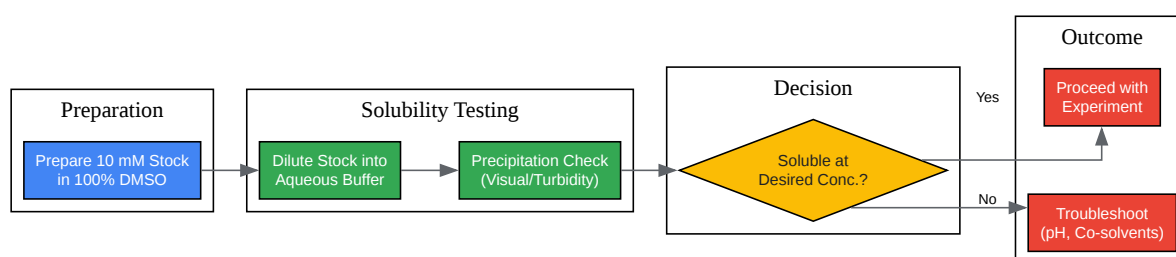 Preparation
Prepare 10 mM Stock
in 100% DMSO
Solubility Testing
Dilute Stock into
Aqueous Buffer
Precipitation Check
(Visual/Turbidity)
Decision
Soluble at
Desired Conc.?
Yes
No
Outcome
Proceed with
Experiment
Troubleshoot
(pH, Co-solvents)